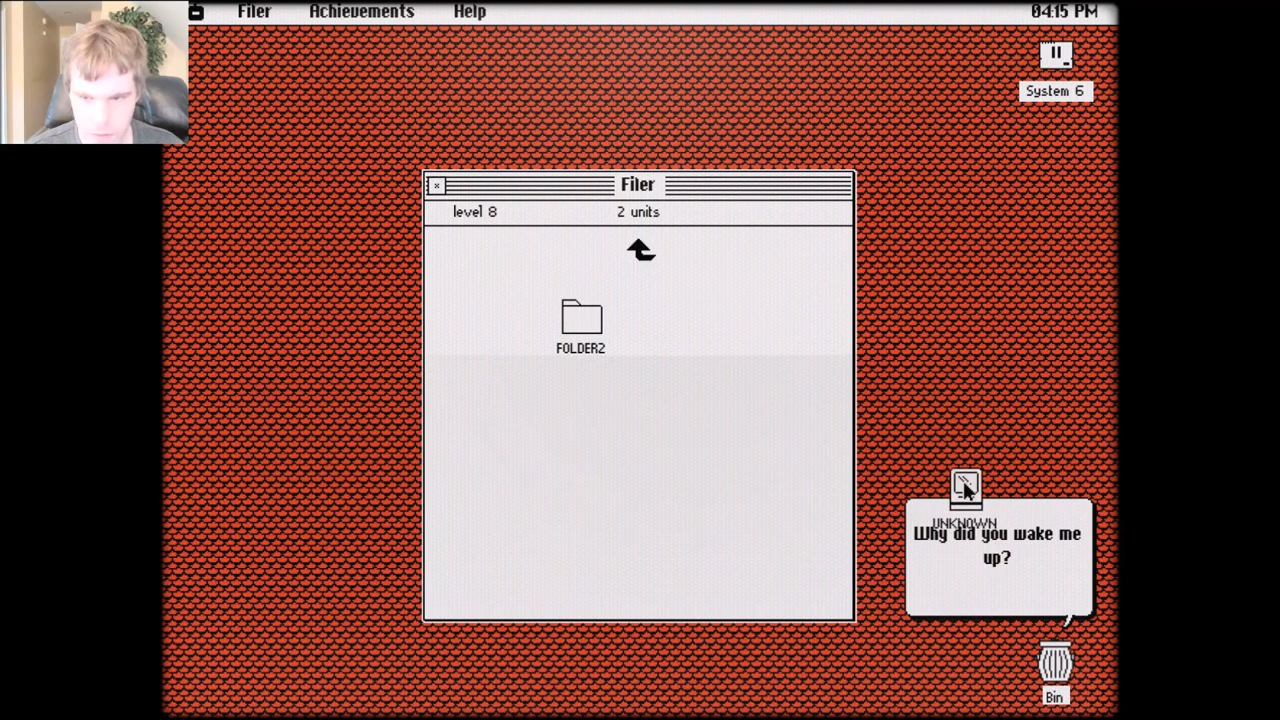 Filer Achievements Help 04:15 PM
System 6
Filer
level 8 2 units
FOLDER2
UNKNOWN
Why did you wake me
up?
Bin